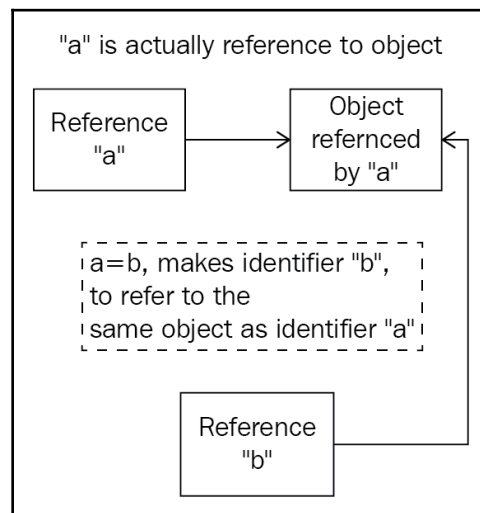 "a" is actually reference to object
Reference
"a"
Object
refernced
by "a"
a=b, makes identifier "b",
to refer to the
same object as identifier "a"
Reference
"b"